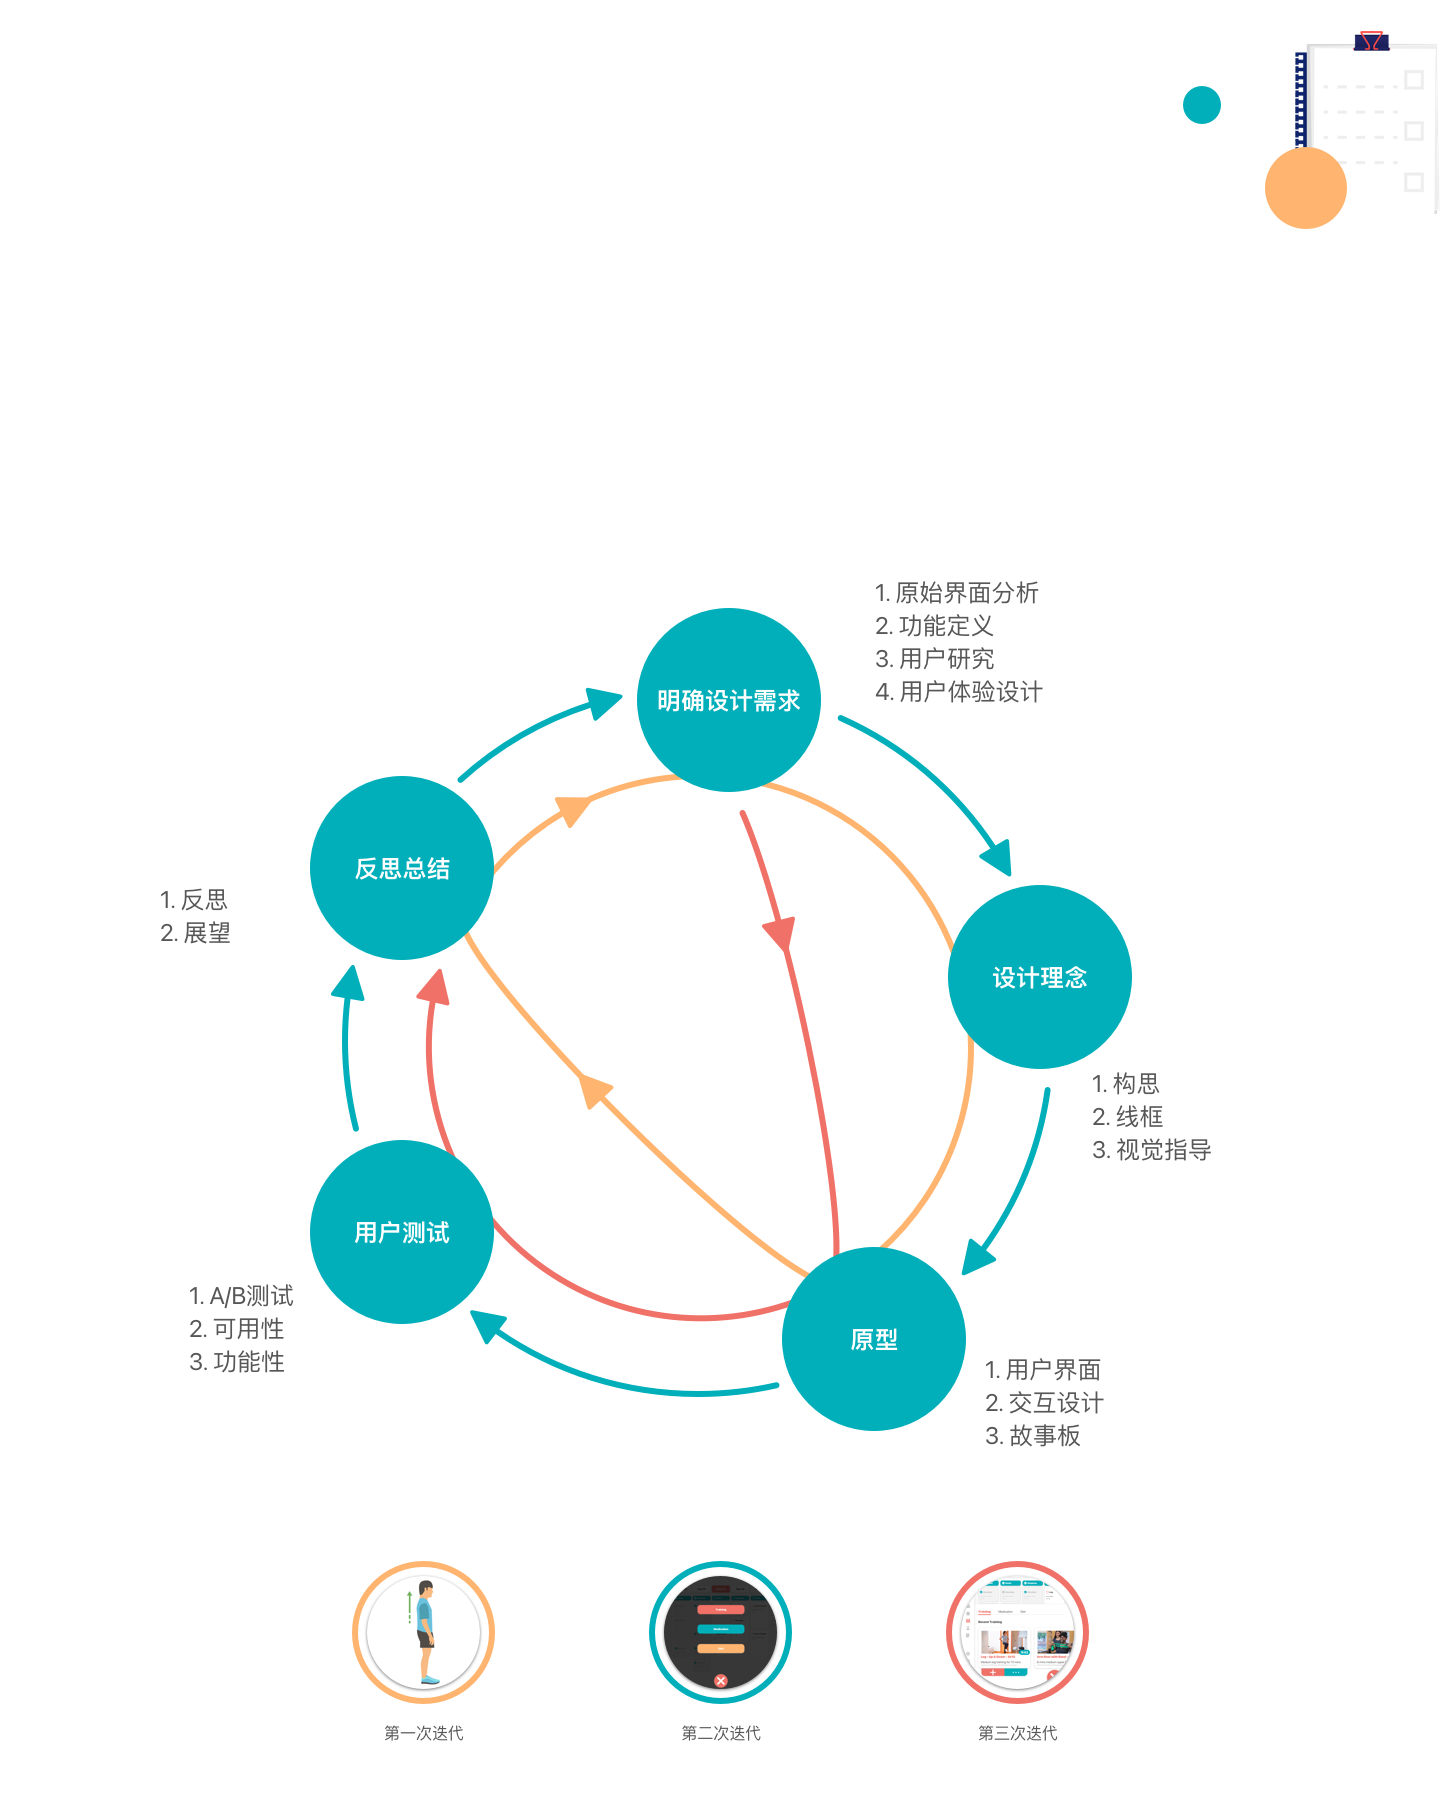 1. 原始界面分析
2. 功能定义
3. 用户研究
4. 用户体验设计
明确设计需求
反思总结
1. 反思
2. 展望
设计理念
1. 构思
2. 线框
3. 视觉指导
用户测试
1. A/B测试
2. 可用性
3. 功能性
原型
1. 用户界面
2. 交互设计
3. 故事板
第一次迭代
第二次迭代
第三次迭代